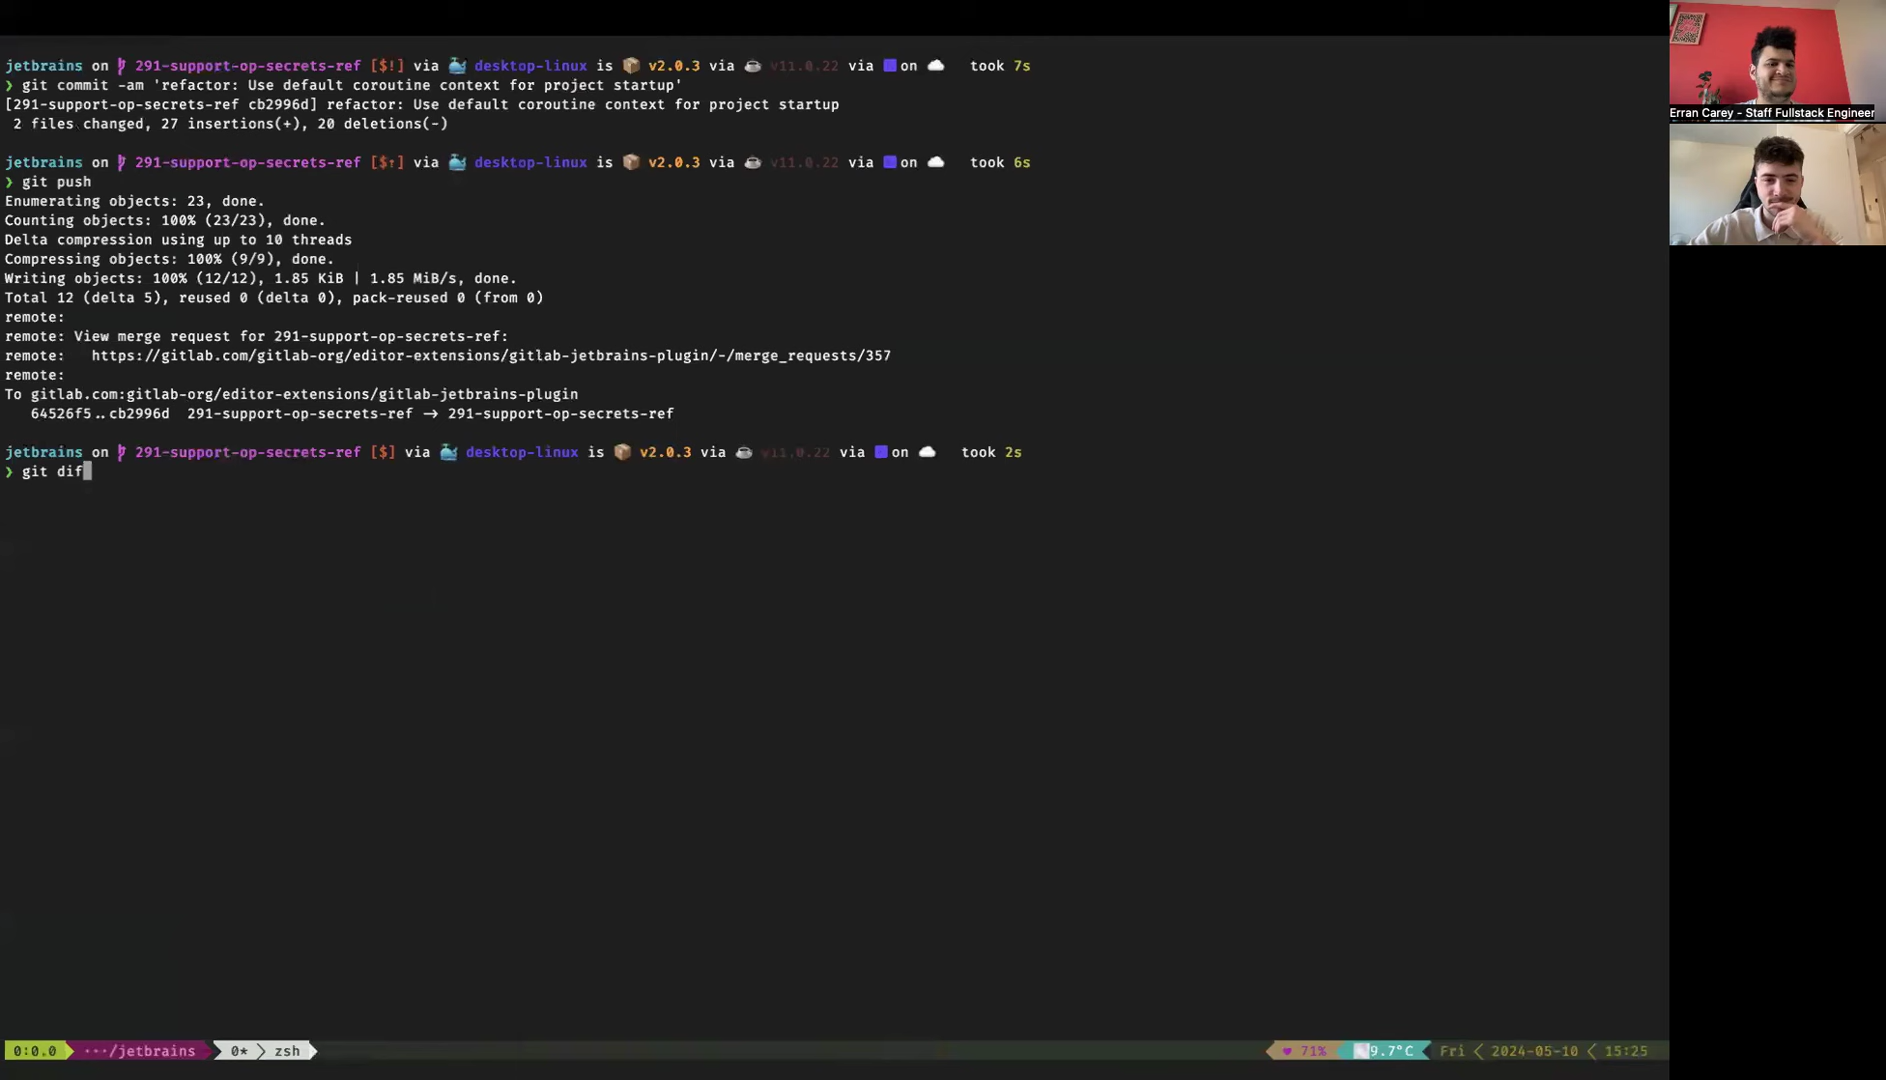 jetbrains on 291-support-op-secrets-ref [$!] via desktop-linux is v2.0.3 via v11.0.22 via on took 7s
❯ git commit -am 'refactor: Use default coroutine context for project startup'
[291-support-op-secrets-ref cb2996d] refactor: Use default coroutine context for project startup
2 files changed, 27 insertions(+), 20 deletions(-)
jetbrains on 291-support-op-secrets-ref [$↑] via desktop-linux is v2.0.3 via v11.0.22 via on took 6s
❯ git push
Enumerating objects: 23, done.
Counting objects: 100% (23/23), done.
Delta compression using up to 10 threads
Compressing objects: 100% (9/9), done.
Writing objects: 100% (12/12), 1.85 KiB | 1.85 MiB/s, done.
Total 12 (delta 5), reused 0 (delta 0), pack-reused 0 (from 0)
remote:
remote: View merge request for 291-support-op-secrets-ref:
remote:   https://gitlab.com/gitlab-org/editor-extensions/gitlab-jetbrains-plugin/-/merge_requests/357
remote:
To gitlab.com:gitlab-org/editor-extensions/gitlab-jetbrains-plugin
64526f5..cb2996d  291-support-op-secrets-ref → 291-support-op-secrets-ref
jetbrains on 291-support-op-secrets-ref [$] via desktop-linux is v2.0.3 via v11.0.22 via on took 2s
❯ git dif
Erran Carey - Staff Fullstack Engineer
0:0.0 ···/jetbrains 0* zsh ♥ 71% 9.7°C Fri 2024-05-10 15:25